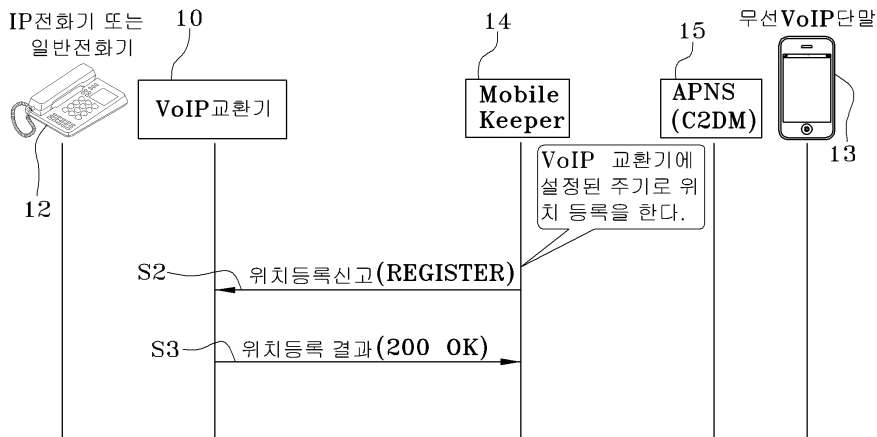 IP전화기 또는
일반전화기
10
14
15
무선VoIP단말
VoIP교환기
Mobile
Keeper
APNS
(C2DM)
12
13
VoIP 교환기에
설정된 주기로 위
치 등록을 한다.
S2
위치등록신고(REGISTER)
S3
위치등록 결과(200 OK)